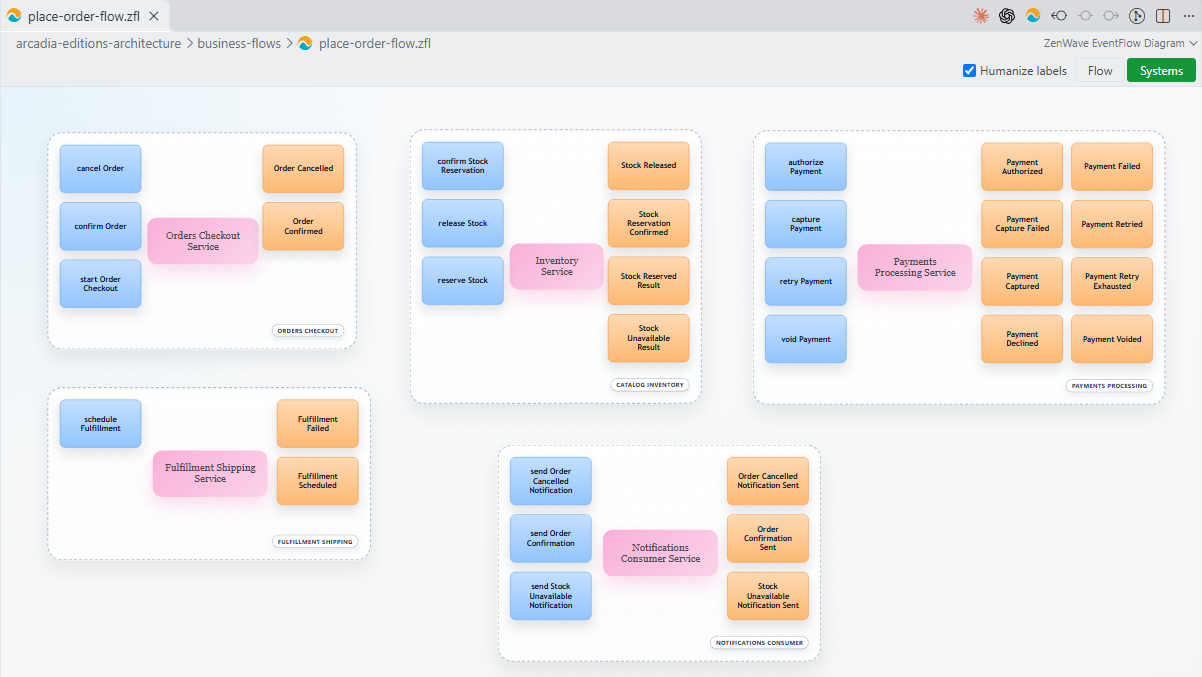 place-order-flow.zfl
arcadia-editions-architecture > business-flows > place-order-flow.zfl
ZenWave EventFlow Diagram
Humanize labels
Flow
Systems
cancel Order
confirm Order
start Order
Checkout
Orders Checkout
Service
Order Cancelled
Order
Confirmed
ORDERS CHECKOUT
confirm Stock
Reservation
release Stock
reserve Stock
Inventory
Service
Stock Released
Stock
Reservation
Confirmed
Stock Reserved
Result
Stock
Unavailable
Result
CATALOG INVENTORY
authorize
Payment
capture
Payment
retry Payment
void Payment
Payments
Processing Service
Payment
Authorized
Payment
Capture Failed
Payment
Captured
Payment
Declined
Payment Failed
Payment Retried
Payment Retry
Exhausted
Payment Voided
PAYMENTS PROCESSING
schedule
Fulfillment
Fulfillment Shipping
Service
Fulfillment
Failed
Fulfillment
Scheduled
FULFILLMENT SHIPPING
send Order
Cancelled
Notification
send Order
Confirmation
send Stock
Unavailable
Notification
Notifications
Consumer Service
Order Cancelled
Notification Sent
Order
Confirmation
Sent
Stock
Unavailable
Notification Sent
NOTIFICATIONS CONSUMER